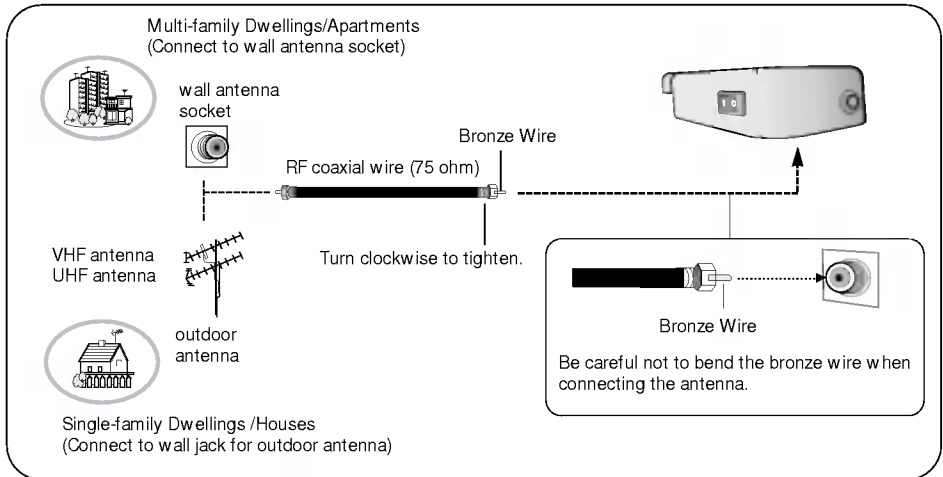 Multi-family Dwellings/Apartments
(Connect to wall antenna socket)
wall antenna
socket
Bronze Wire
RF coaxial wire (75 ohm)
1 0
Turn clockwise to tighten.
VHF antenna
UHF antenna
outdoor
antenna
Bronze Wire
Be careful not to bend the bronze wire when
connecting the antenna.
Single-family Dwellings /Houses
(Connect to wall jack for outdoor antenna)